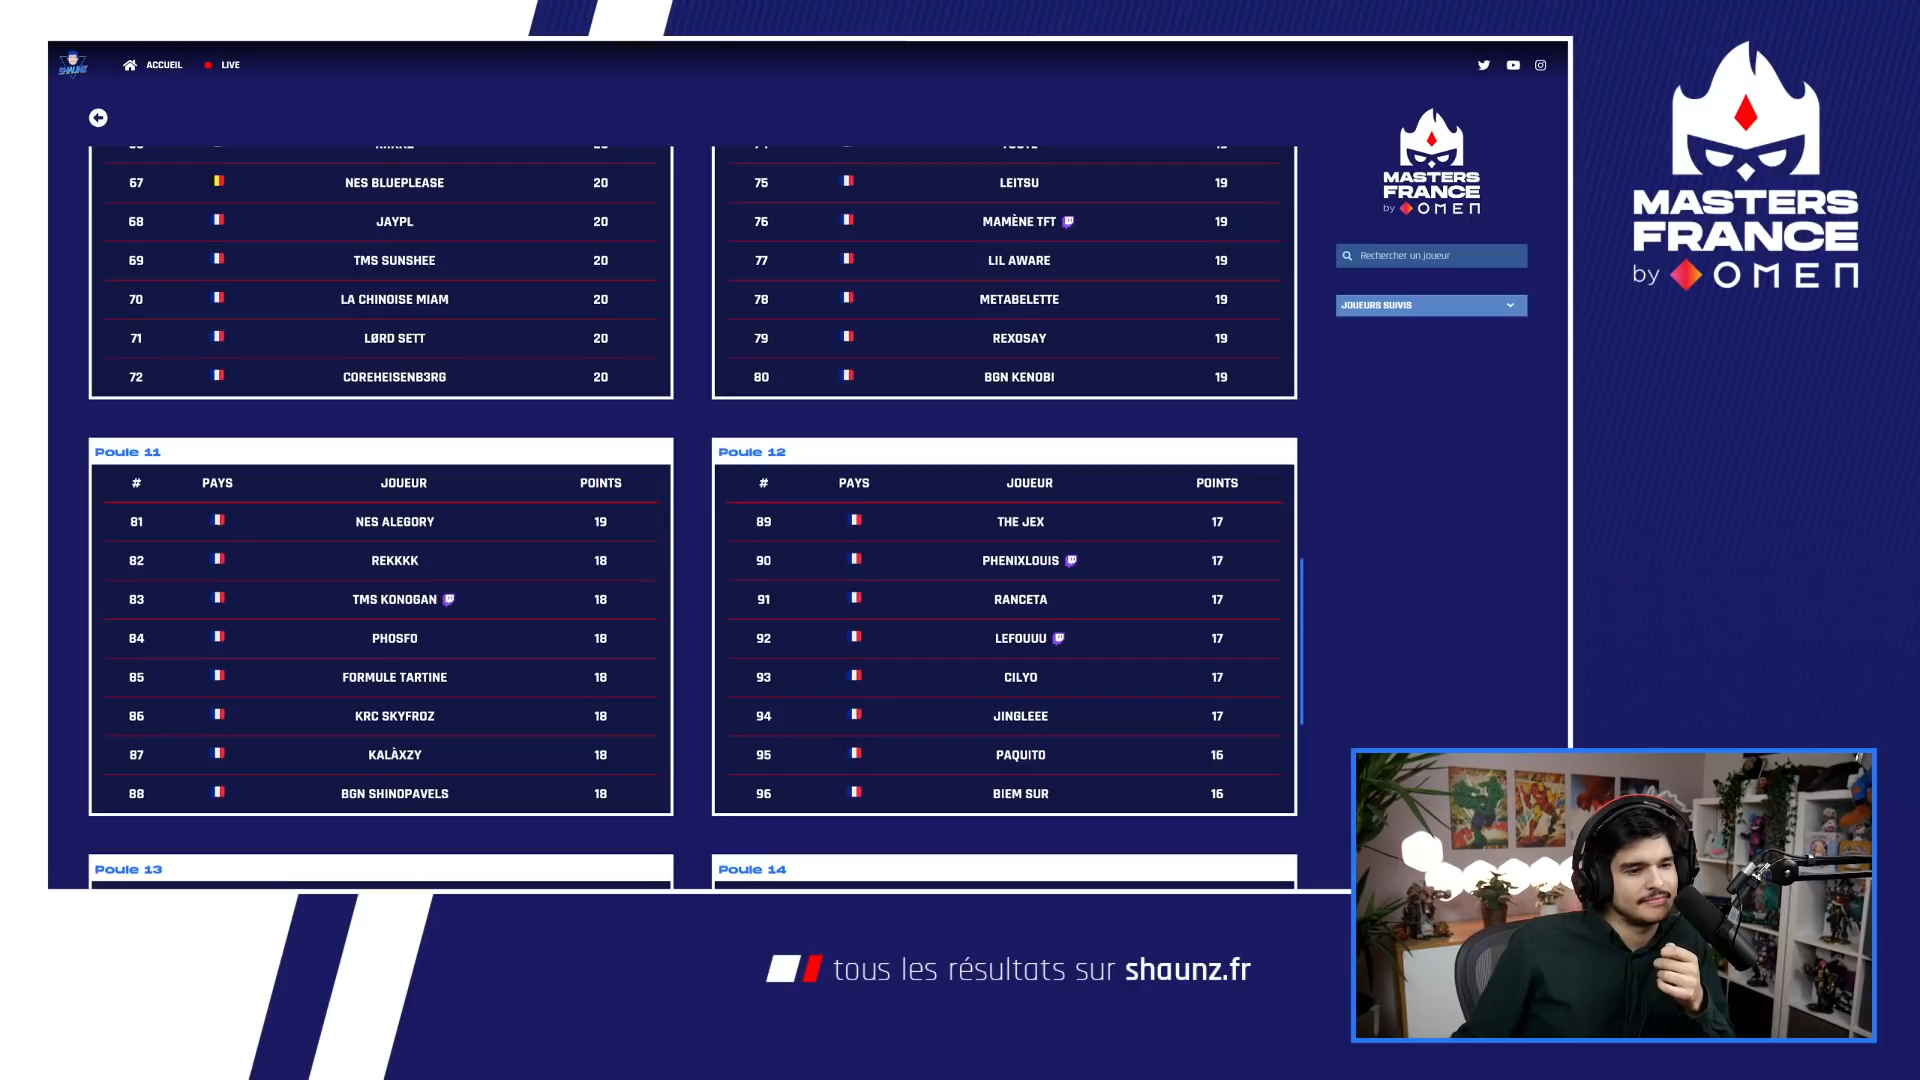 SHAUNZ
ACCUEIL
LIVE
67 NES BLUEPLEASE 20
68 JAYPL 20
69 TMS SUNSHEE 20
70 LA CHINOISE MIAM 20
71 LØRD SETT 20
72 COREHEISENB3RG 20
75 LEITSU 19
76 MAMÈNE TFT 19
77 LIL AWARE 19
78 METABELETTE 19
79 REXOSAY 19
80 BGN KENOBI 19
MASTERS
FRANCE
by OMEN
Rechercher un joueur
JOUEURS SUIVIS
MASTERS
FRANCE
by OMEN
Poule 11
# PAYS JOUEUR POINTS
81 NES ALEGORY 19
82 REKKKK 18
83 TMS KONOGAN 18
84 PHOSFO 18
85 FORMULE TARTINE 18
86 KRC SKYFROZ 18
87 KALÀXZY 18
88 BGN SHINOPAVELS 18
Poule 12
# PAYS JOUEUR POINTS
89 THE JEX 17
90 PHENIXLOUIS 17
91 RANCETA 17
92 LEFOUUU 17
93 CILYO 17
94 JINGLEEE 17
95 PAQUITO 16
96 BIEM SUR 16
Poule 13
Poule 14
tous les résultats sur shaunz.fr